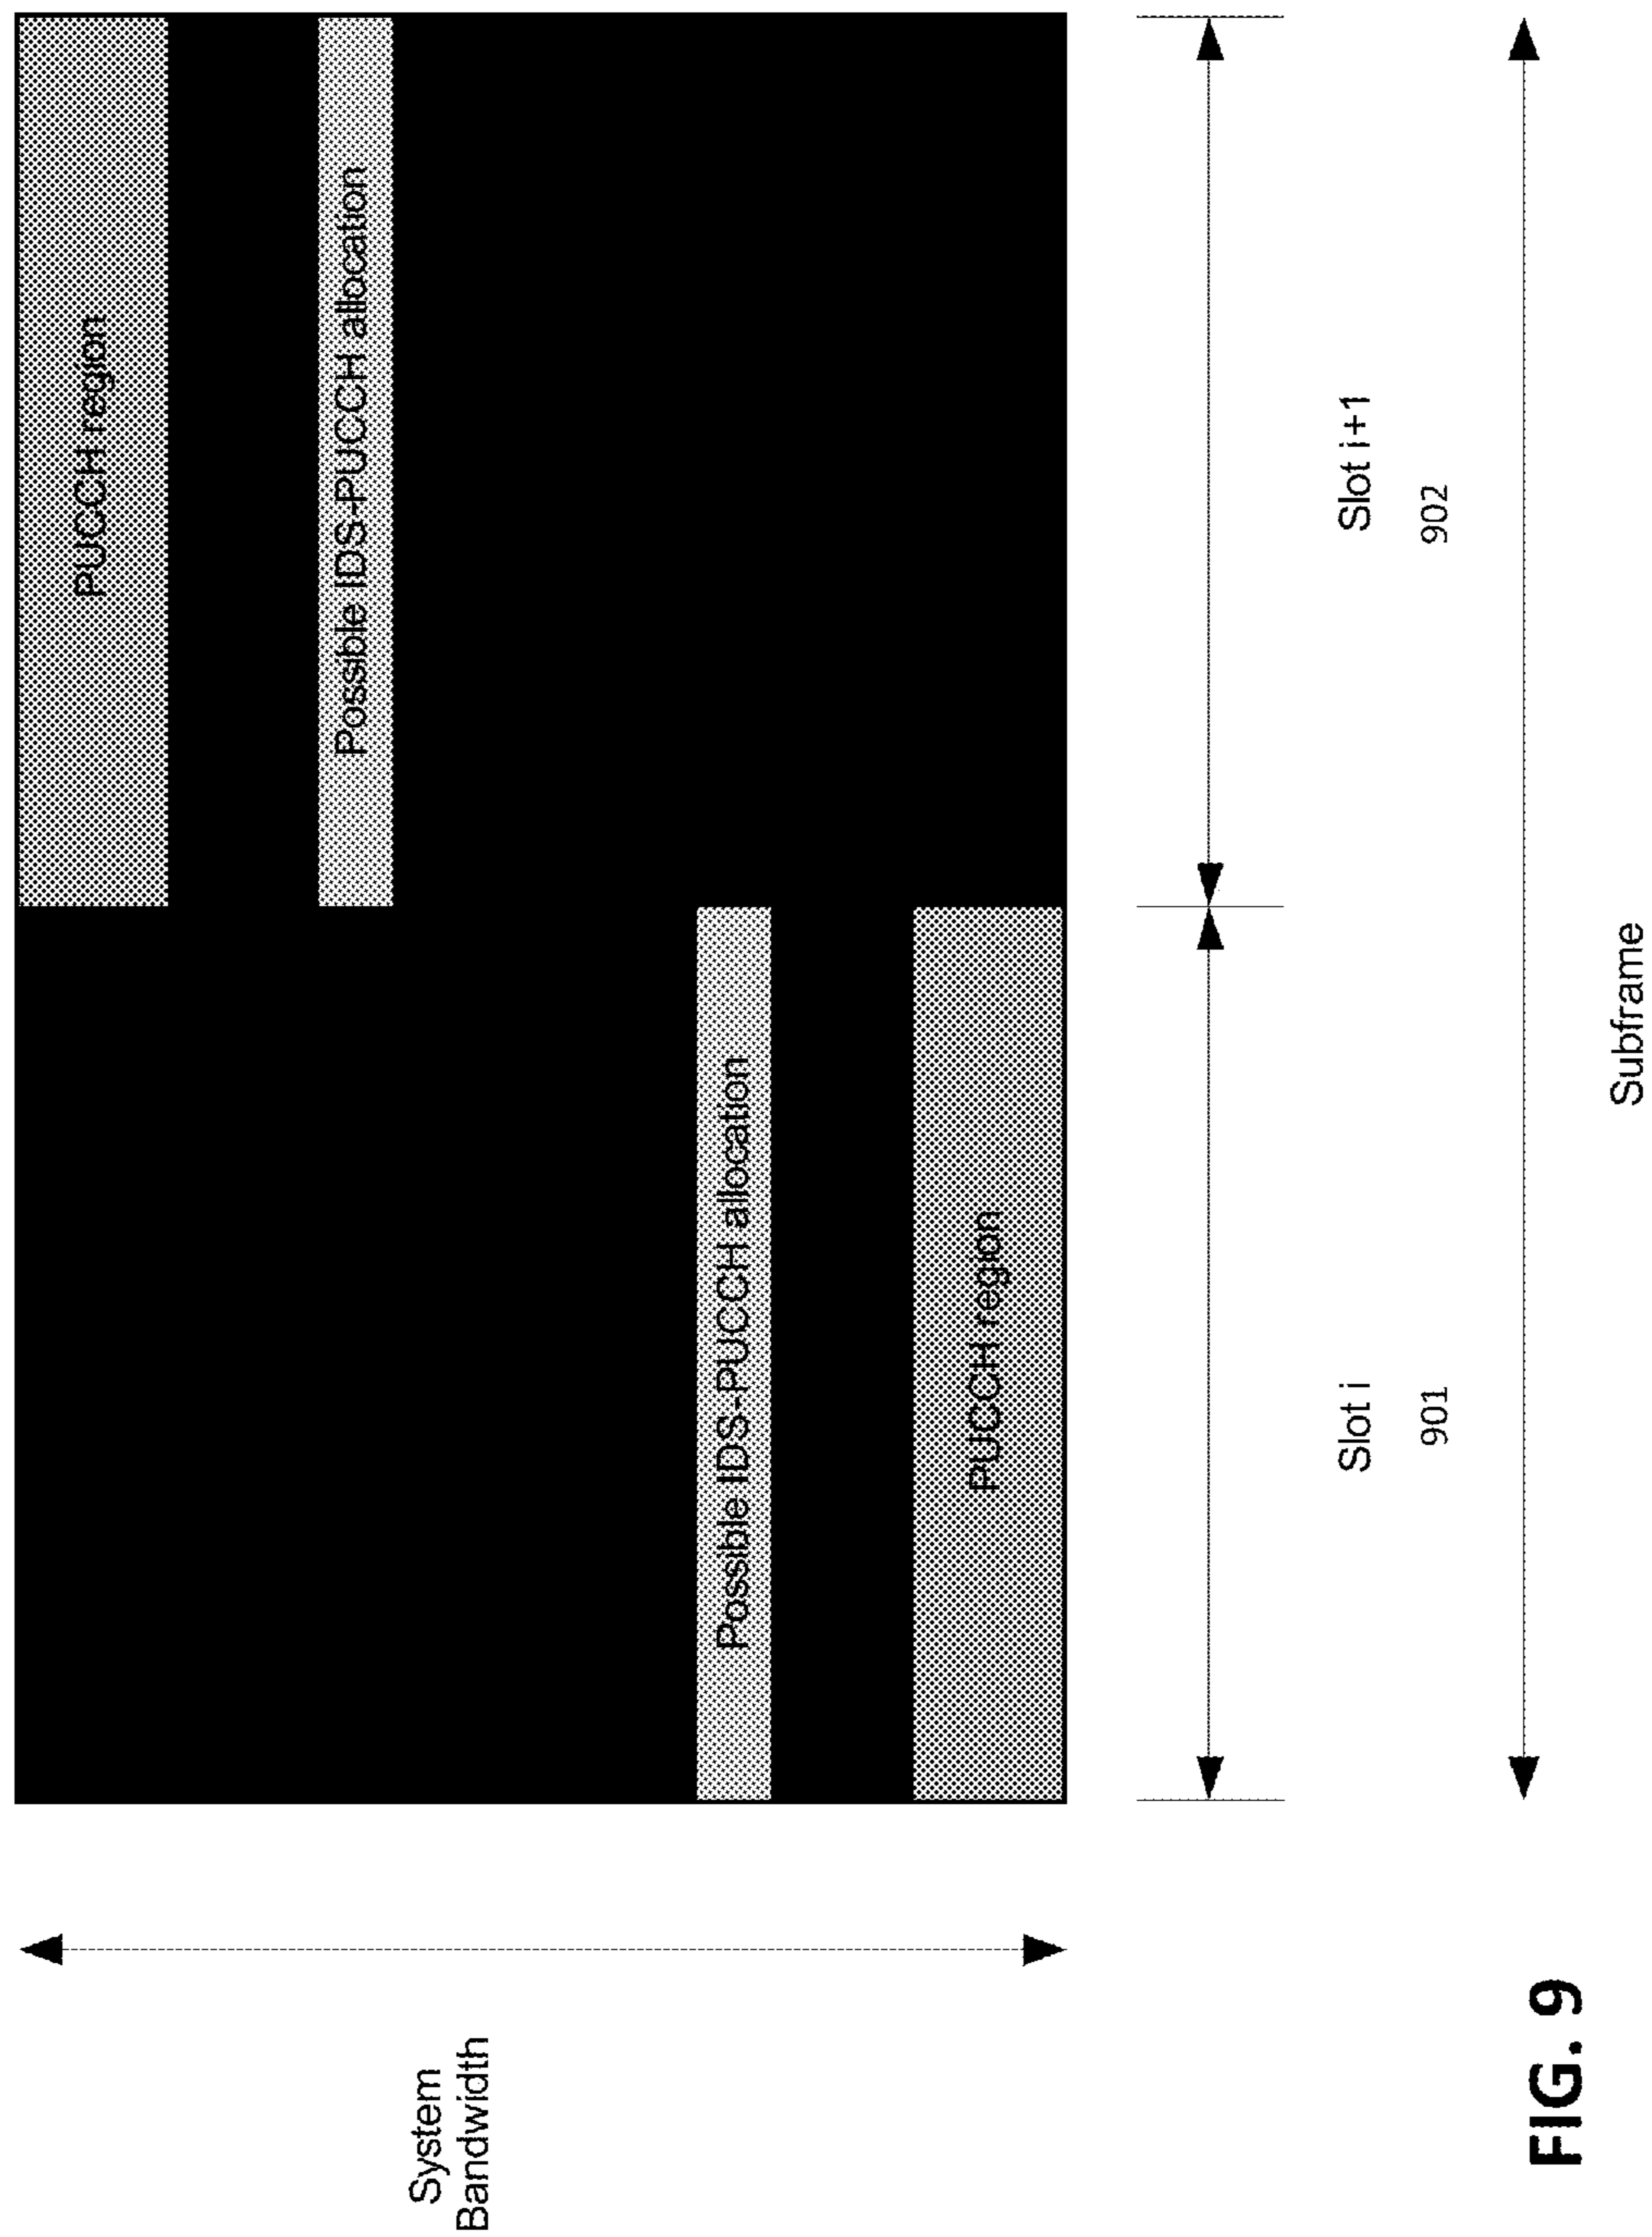 PUCCH region
Possible IDS-PUCCH allocation
Possible IDS-PUCCH allocation
PUCCH region
System
Bandwidth
Slot i
Slot i+1
901
902
Subframe
FIG. 9